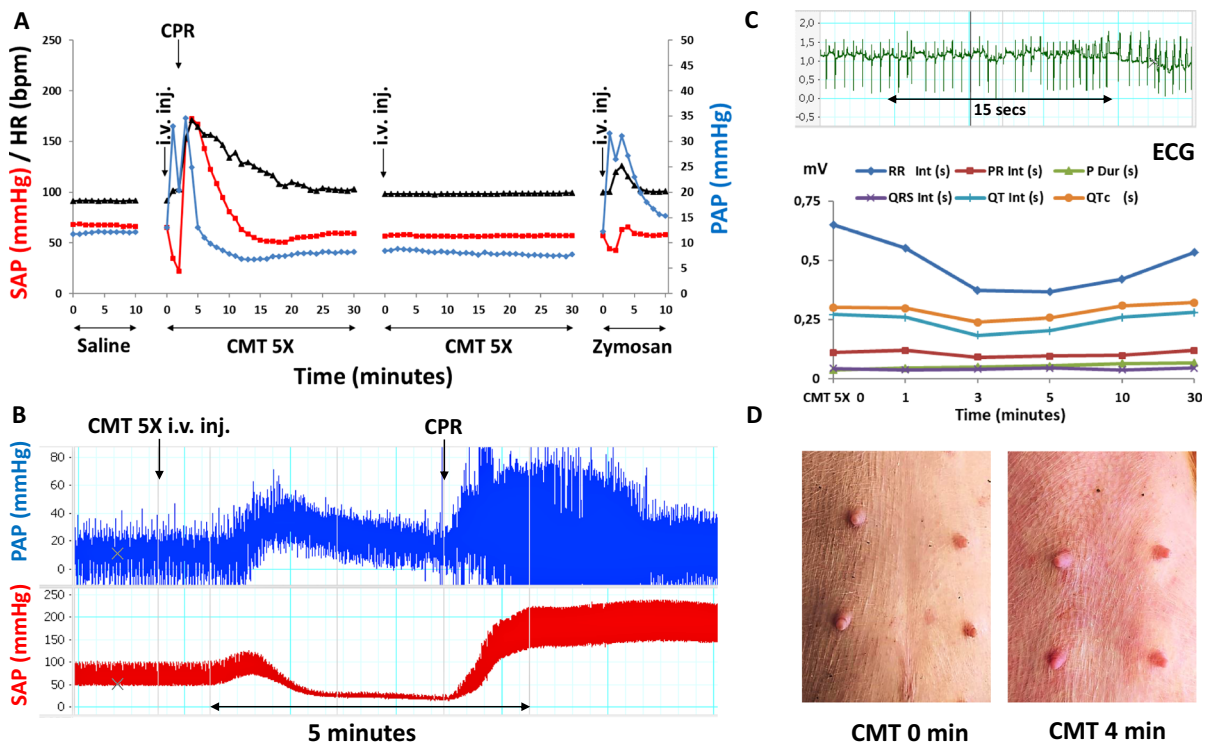 A
CPR
i.v. inj.
i.v. inj.
i.v. inj.
SAP (mmHg) / HR (bpm)
PAP (mmHg)
250
200
150
100
50
0
50
45
40
35
30
25
20
15
10
5
0
0 5 10 0 5 10 15 20 25 30 0 5 10 15 20 25 30 0 5 10
Saline CMT 5X CMT 5X Zymosan
Time (minutes)
B
CMT 5X i.v. inj. CPR
PAP (mmHg)
80
60
40
20
0
SAP (mmHg)
250
200
150
100
50
0
5 minutes
C
2,0
1,5
1,0
0,5
0,0
-0,5
15 secs
ECG
mV
RR Int (s) PR Int (s) P Dur (s)
QRS Int (s) QT Int (s) QTc (s)
0,75
0,5
0,25
0
CMT 5X 0 1 3 5 10 30
Time (minutes)
D
CMT 0 min CMT 4 min